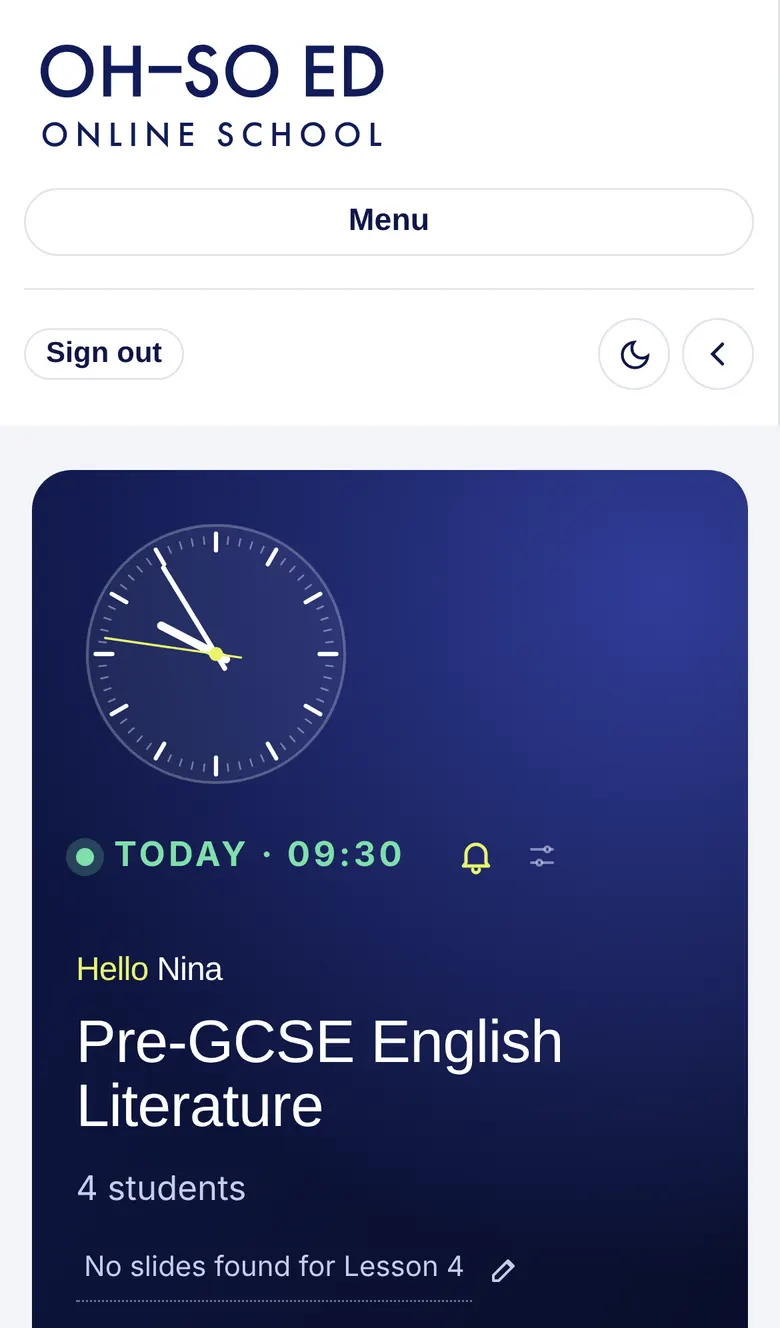 OH–SO ED
ONLINE SCHOOL
Menu
Sign out
TODAY · 09:30
Hello Nina
Pre-GCSE English
Literature
4 students
No slides found for Lesson 4